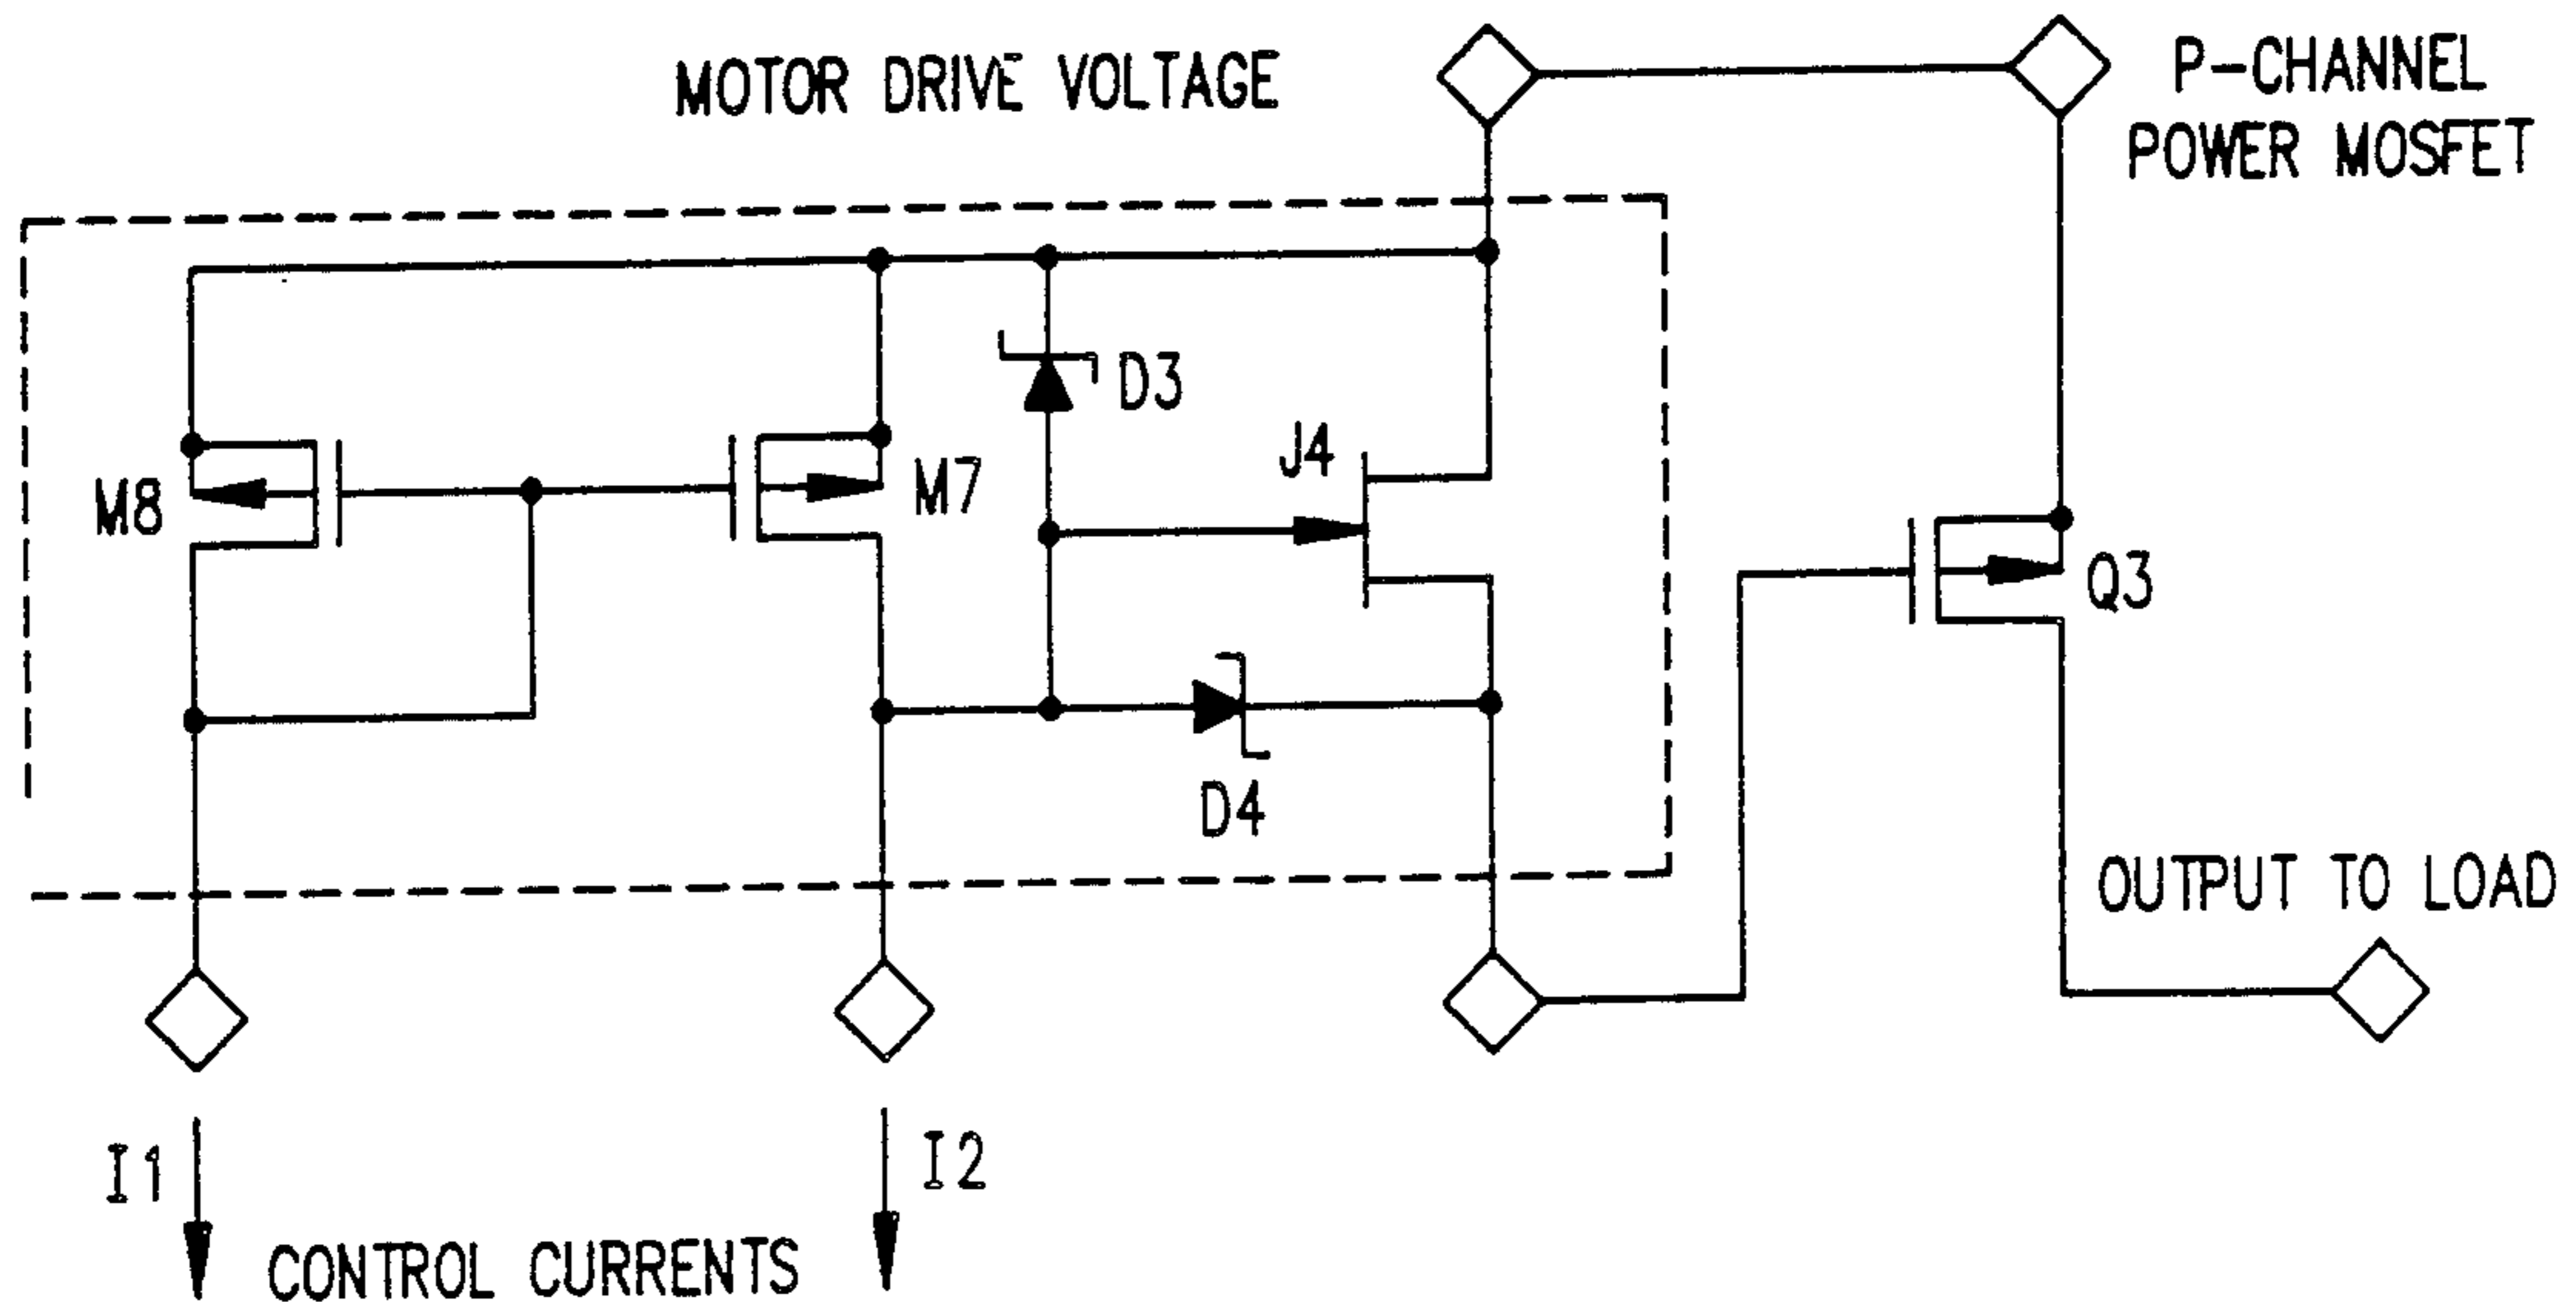 MOTOR DRIVE VOLTAGE
P-CHANNEL
POWER MOSFET
D3
J4
M8
M7
Q3
D4
OUTPUT TO LOAD
I1
I2
CONTROL CURRENTS